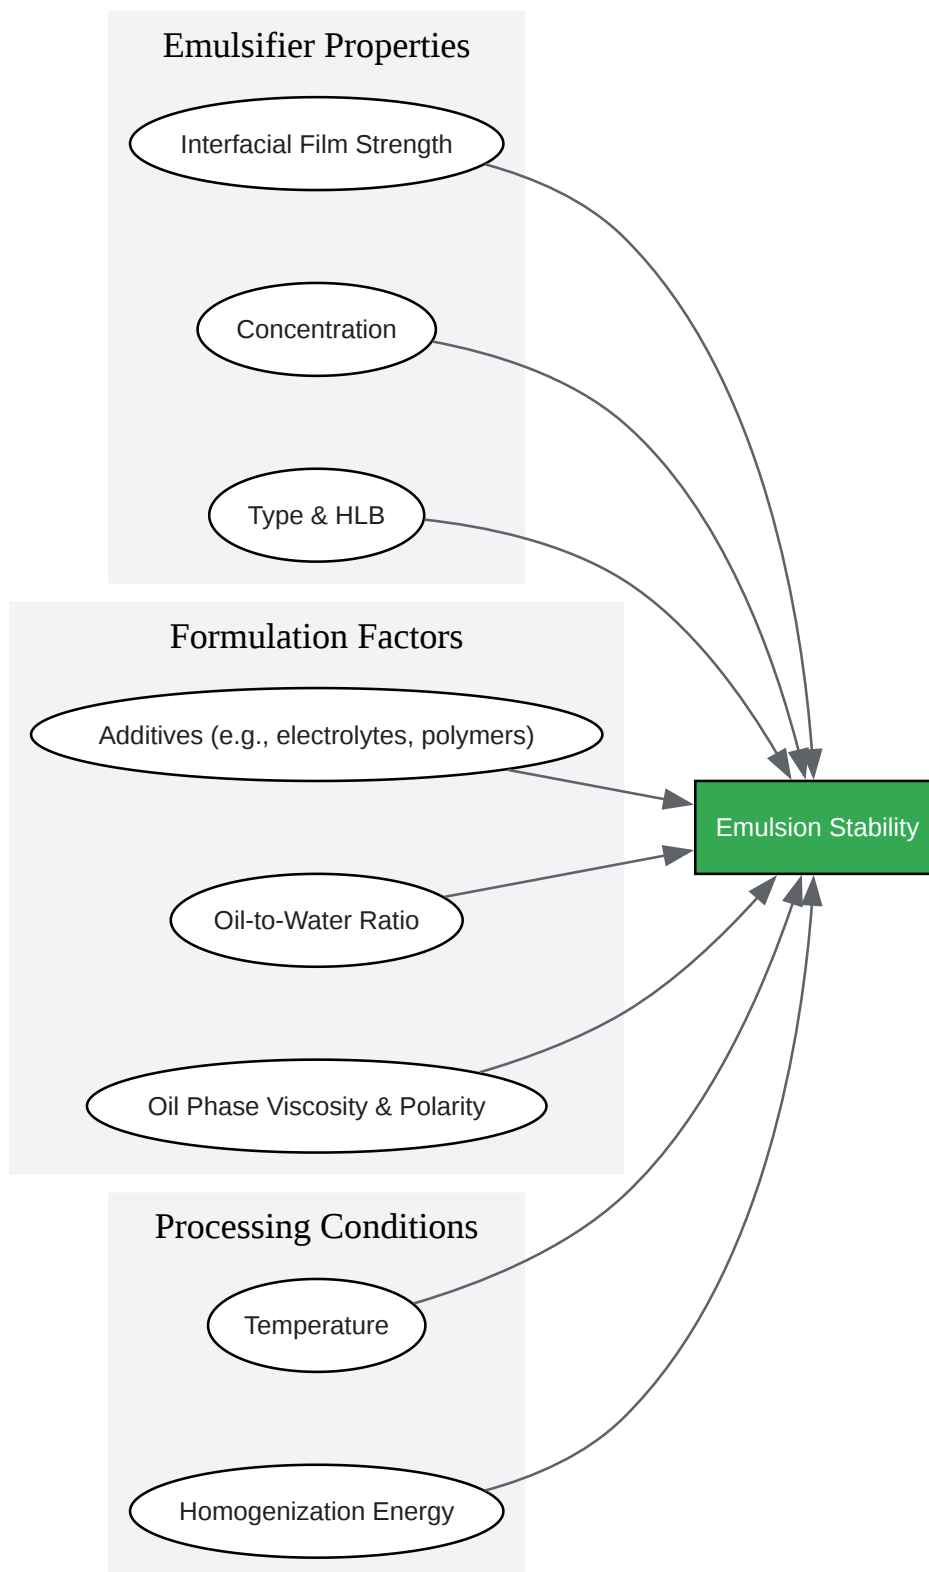 Emulsifier Properties
Interfacial Film Strength
Concentration
Type & HLB
Formulation Factors
Additives (e.g., electrolytes, polymers)
Emulsion Stability
Oil-to-Water Ratio
Oil Phase Viscosity & Polarity
Processing Conditions
Temperature
Homogenization Energy